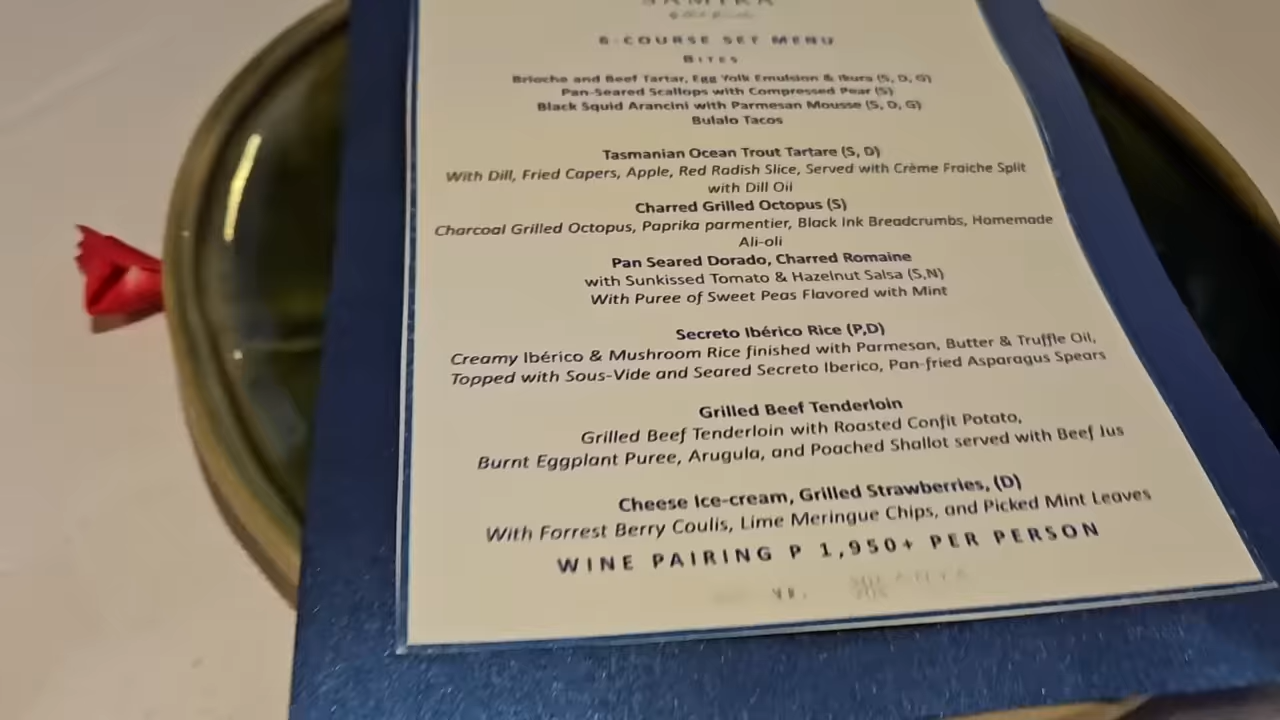 6-COURSE SET MENU
BITES
Brioche and Beef Tartar, Egg Yolk Emulsion & Ikura (S, D, G)
Pan-Seared Scallops with Compressed Pear (S)
Black Squid Arancini with Parmesan Mousse (S, D, G)
Bulalo Tacos
Tasmanian Ocean Trout Tartare (S, D)
With Dill, Fried Capers, Apple, Red Radish Slice, Served with Crème Fraiche Split
with Dill Oil
Charred Grilled Octopus (S)
Charcoal Grilled Octopus, Paprika parmentier, Black Ink Breadcrumbs, Homemade
Ali-oli
Pan Seared Dorado, Charred Romaine
with Sunkissed Tomato & Hazelnut Salsa (S,N)
With Puree of Sweet Peas Flavored with Mint
Secreto Ibérico Rice (P,D)
Creamy Ibérico & Mushroom Rice finished with Parmesan, Butter & Truffle Oil,
Topped with Sous-Vide and Seared Secreto Iberico, Pan-fried Asparagus Spears
Grilled Beef Tenderloin
Grilled Beef Tenderloin with Roasted Confit Potato,
Burnt Eggplant Puree, Arugula, and Poached Shallot served with Beef Jus
Cheese Ice-cream, Grilled Strawberries, (D)
With Forrest Berry Coulis, Lime Meringue Chips, and Picked Mint Leaves
WINE PAIRING P 1,950+ PER PERSON